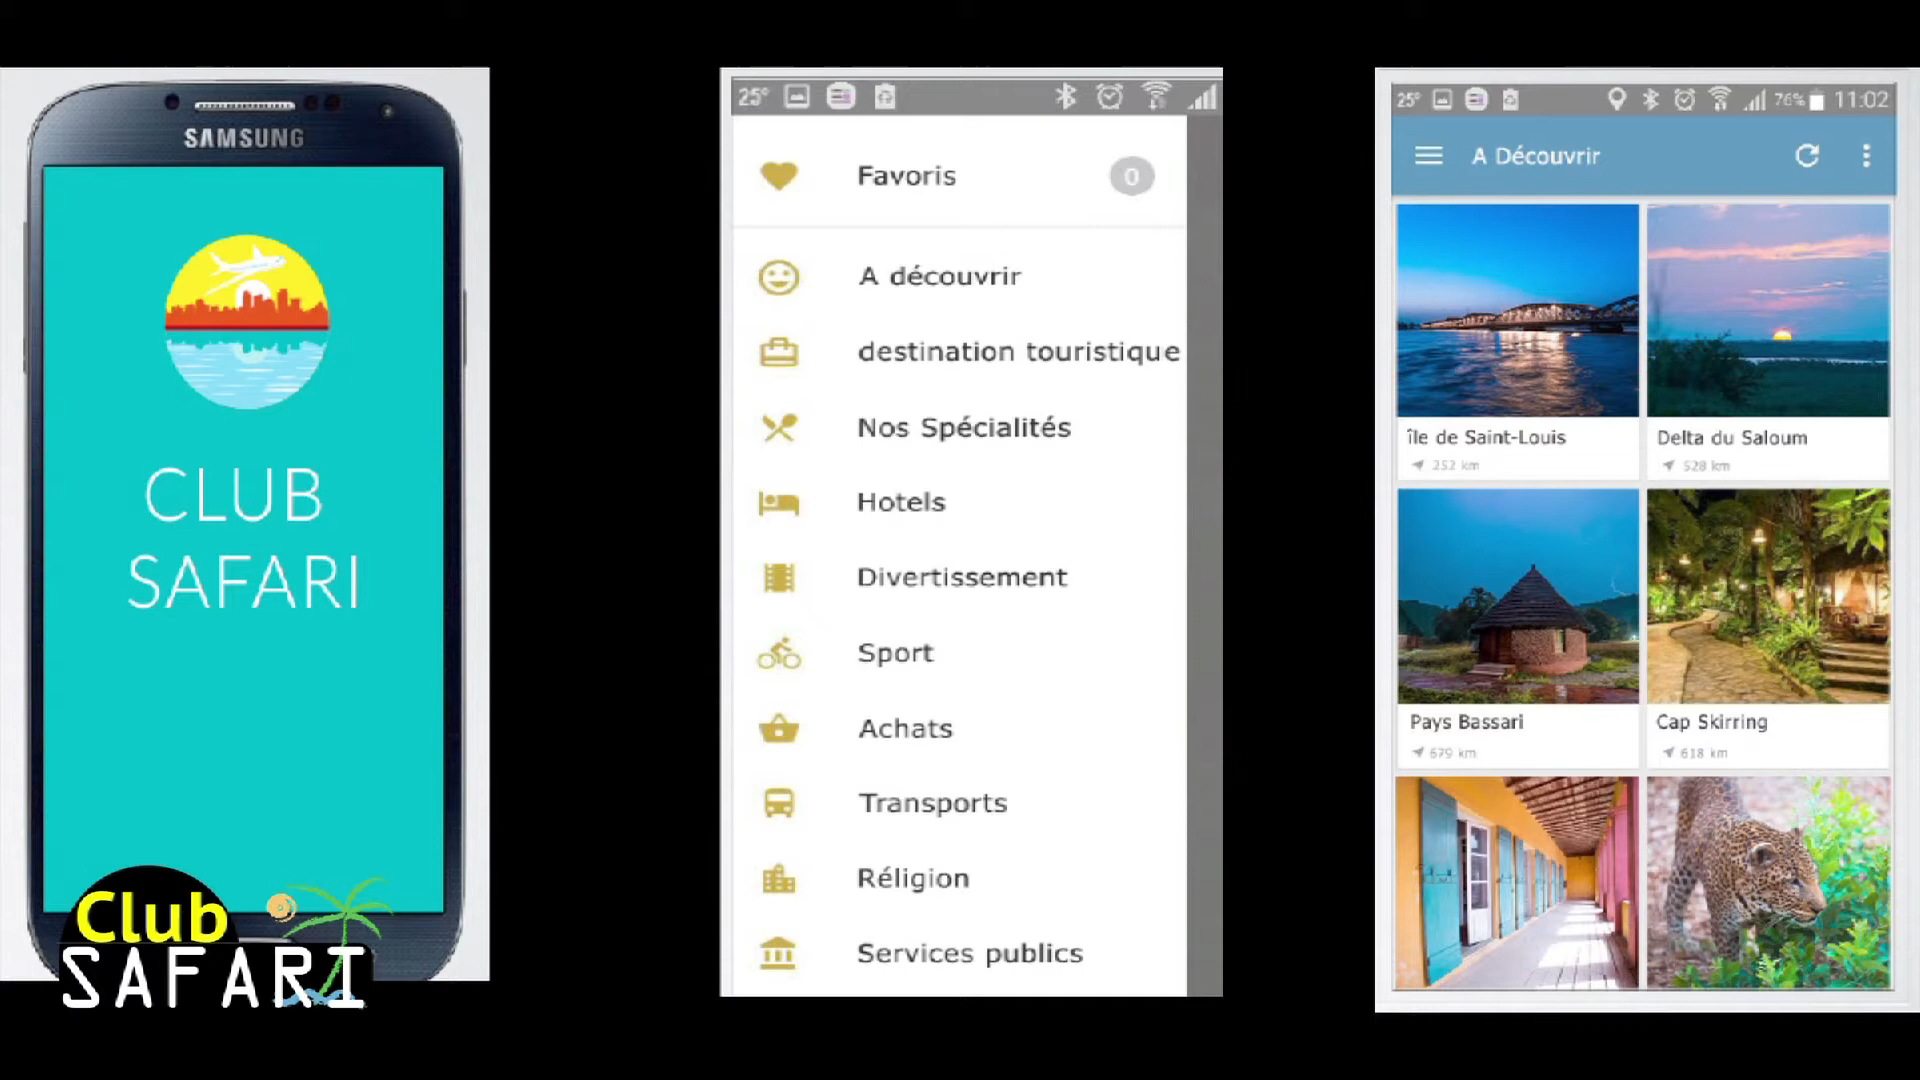 SAMSUNG
CLUB
SAFARI
Club
SAFARI
25°
Favoris
0
A découvrir
destination touristique
Nos Spécialités
Hotels
Divertissement
Sport
Achats
Transports
Réligion
Services publics
25°
76%
11:02
A Découvrir
île de Saint-Louis
252 km
Delta du Saloum
528 km
Pays Bassari
679 km
Cap Skirring
618 km